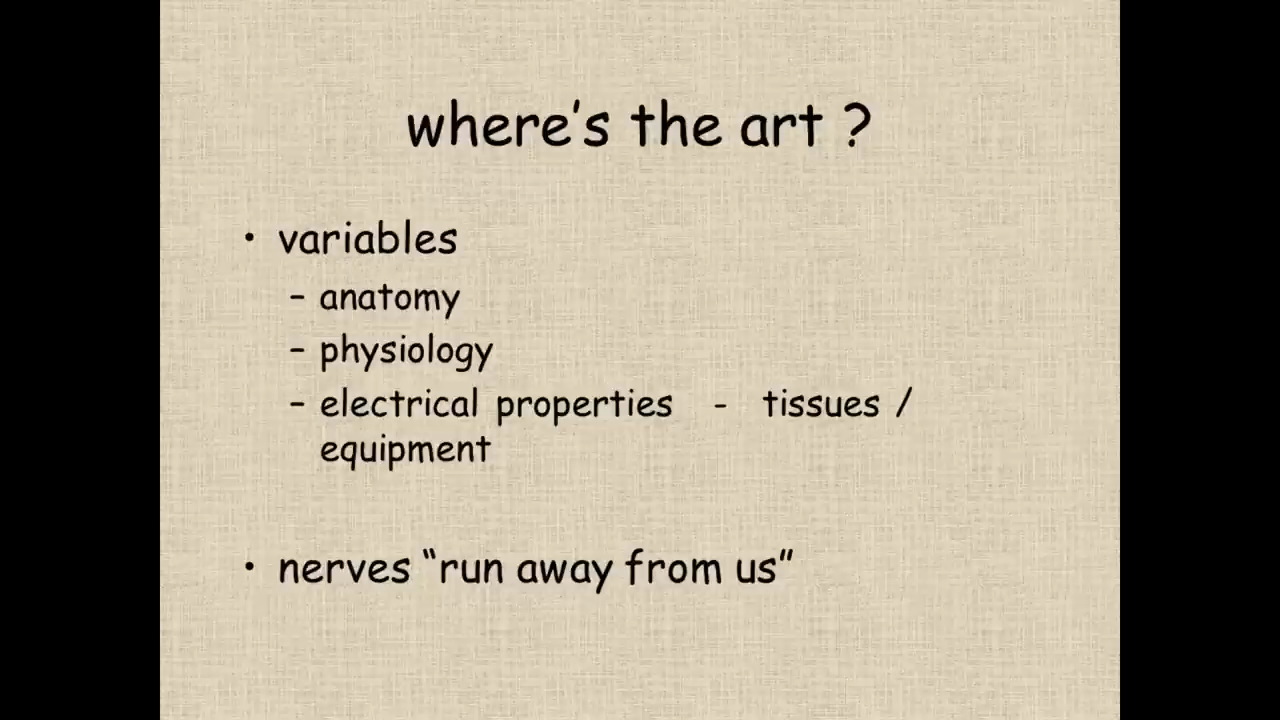 where's the art ?
• variables
– anatomy
– physiology
– electrical properties - tissues /
equipment
• nerves “run away from us”